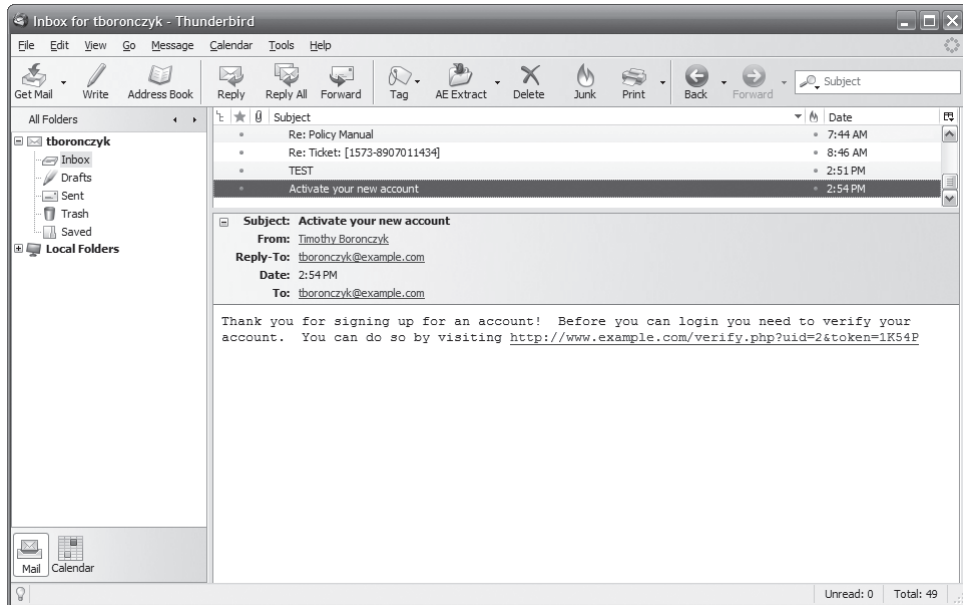 Inbox for tboronczyk - Thunderbird
File Edit View Go Message Calendar Tools Help
Get Mail Write Address Book Reply Reply All Forward Tag AE Extract Delete Junk Print Back Forward Subject
All Folders
tboronczyk
Inbox
Drafts
Sent
Trash
Saved
Local Folders
Subject Date
Re: Policy Manual 7:44 AM
Re: Ticket: [1573-8907011434] 8:46 AM
TEST 2:51 PM
Activate your new account 2:54 PM
Subject: Activate your new account
From: Timothy Boronczyk
Reply-To: tboronczyk@example.com
Date: 2:54 PM
To: tboronczyk@example.com
Thank you for signing up for an account! Before you can login you need to verify your
account. You can do so by visiting http://www.example.com/verify.php?uid=2&token=1K54P
Mail Calendar
Unread: 0 Total: 49